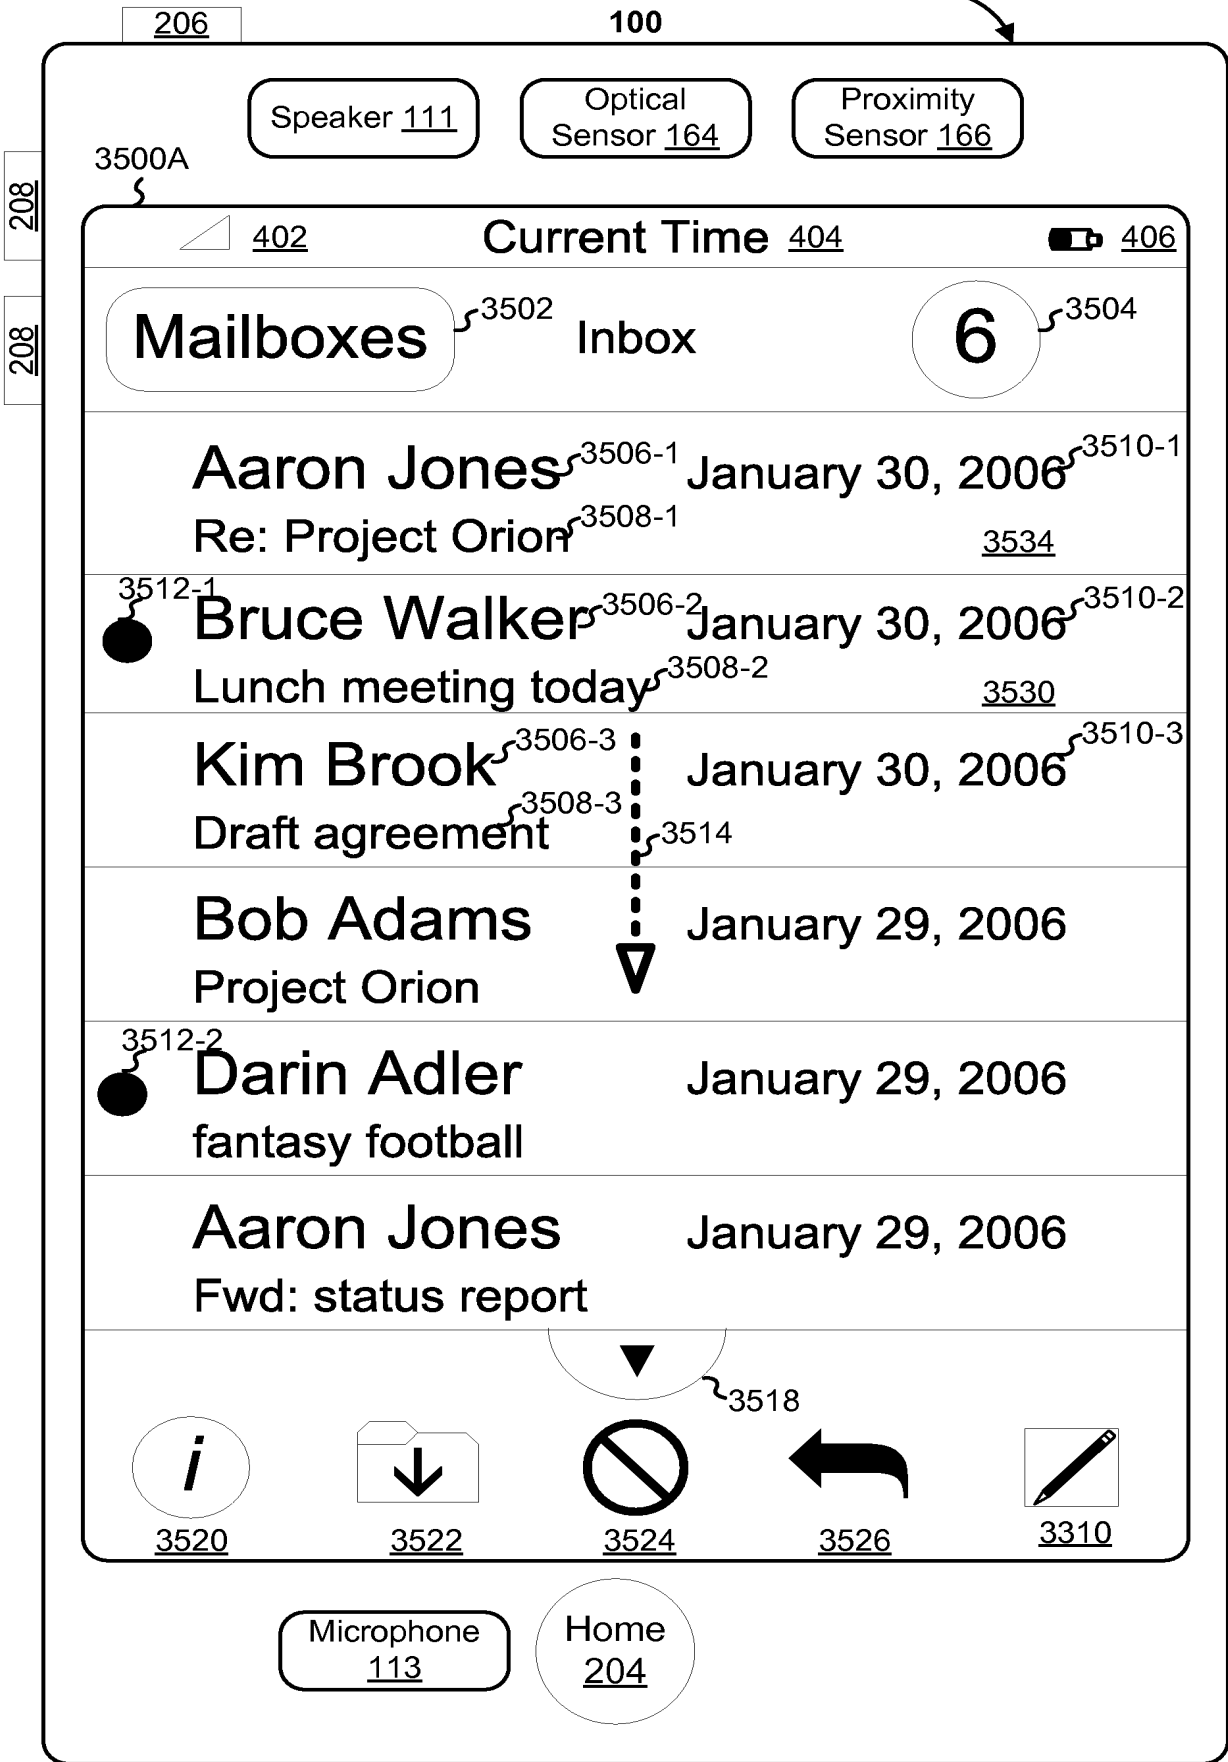 206
100
Speaker 111
Optical
Sensor 164
Proximity
Sensor 166
3500A
208
208
402 Current Time 404 406
Mailboxes 3502 Inbox 6 3504
Aaron Jones 3506-1 January 30, 2006 3510-1
Re: Project Orion 3508-1 3534
3512-1
Bruce Walker 3506-2 January 30, 2006 3510-2
Lunch meeting today 3508-2 3530
Kim Brook 3506-3 January 30, 2006 3510-3
Draft agreement 3508-3 3514
Bob Adams January 29, 2006
Project Orion
3512-2
Darin Adler January 29, 2006
fantasy football
Aaron Jones January 29, 2006
Fwd: status report
3518
i
3520 3522 3524 3526 3310
Microphone
113
Home
204